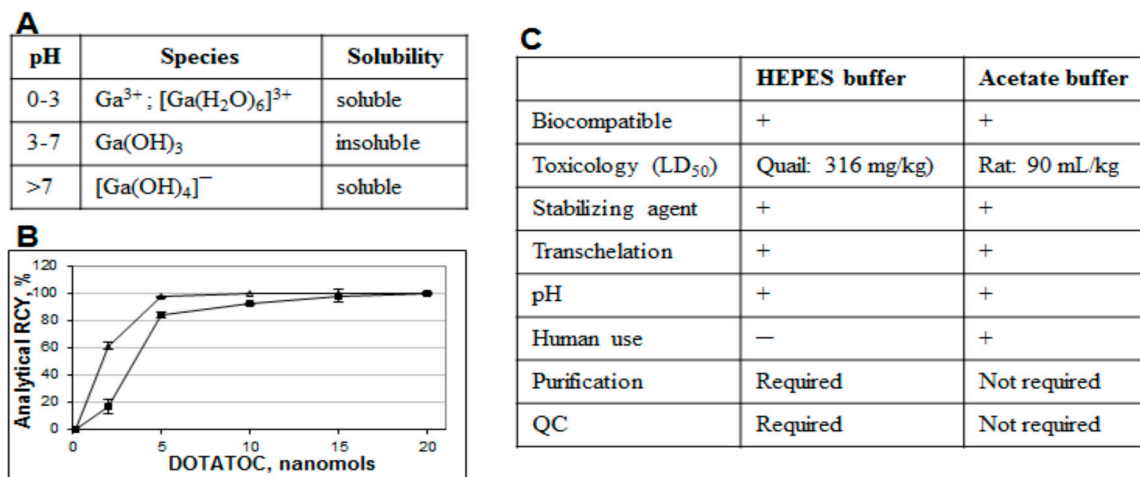 A
pH Species Solubility
0-3 Ga³⁺ ; [Ga(H₂O)₆]³⁺ soluble
3-7 Ga(OH)₃ insoluble
>7 [Ga(OH)₄]⁻ soluble
B
Analytical RCY, %
120
100
80
60
40
20
0
0 5 10 15 20
DOTATOC, nanomols
C
HEPES buffer Acetate buffer
Biocompatible + +
Toxicology (LD₅₀) Quail: 316 mg/kg) Rat: 90 mL/kg
Stabilizing agent + +
Transchelation + +
pH + +
Human use − +
Purification Required Not required
QC Required Not required